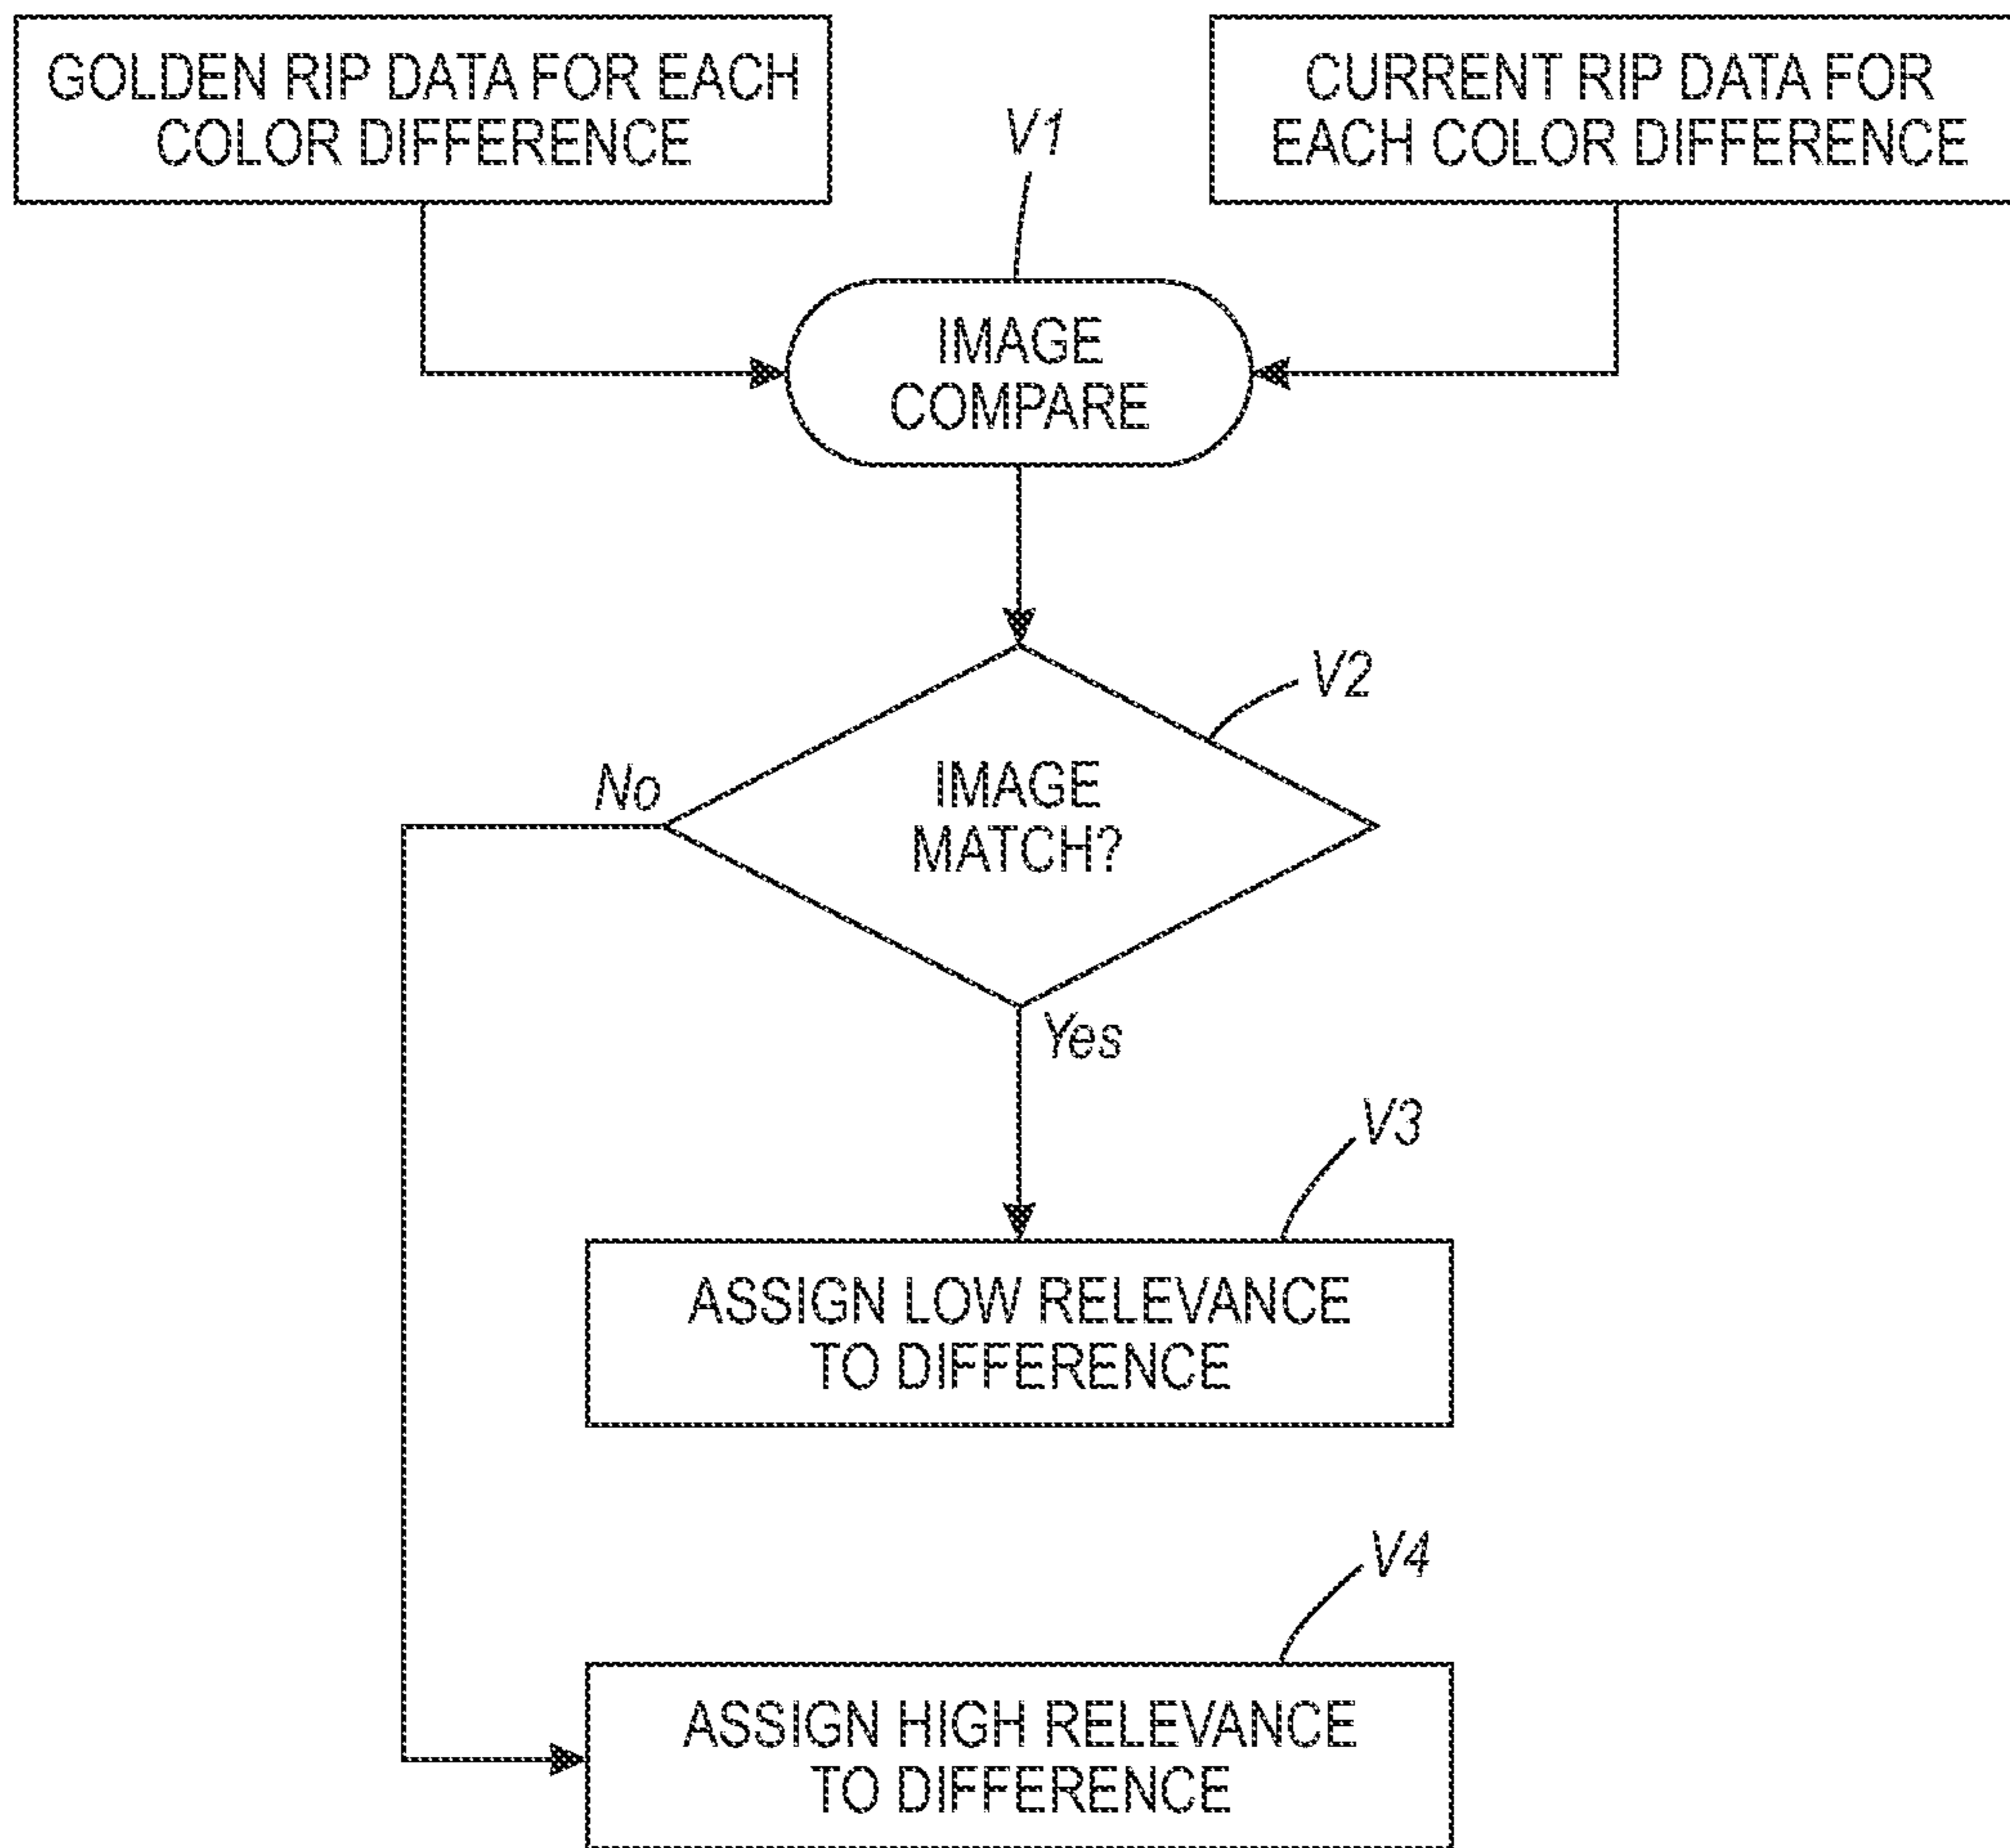 GOLDEN RIP DATA FOR EACH
COLOR DIFFERENCE
CURRENT RIP DATA FOR
EACH COLOR DIFFERENCE
V1
IMAGE
COMPARE
V2
No
IMAGE
MATCH?
Yes
V3
ASSIGN LOW RELEVANCE
TO DIFFERENCE
V4
ASSIGN HIGH RELEVANCE
TO DIFFERENCE